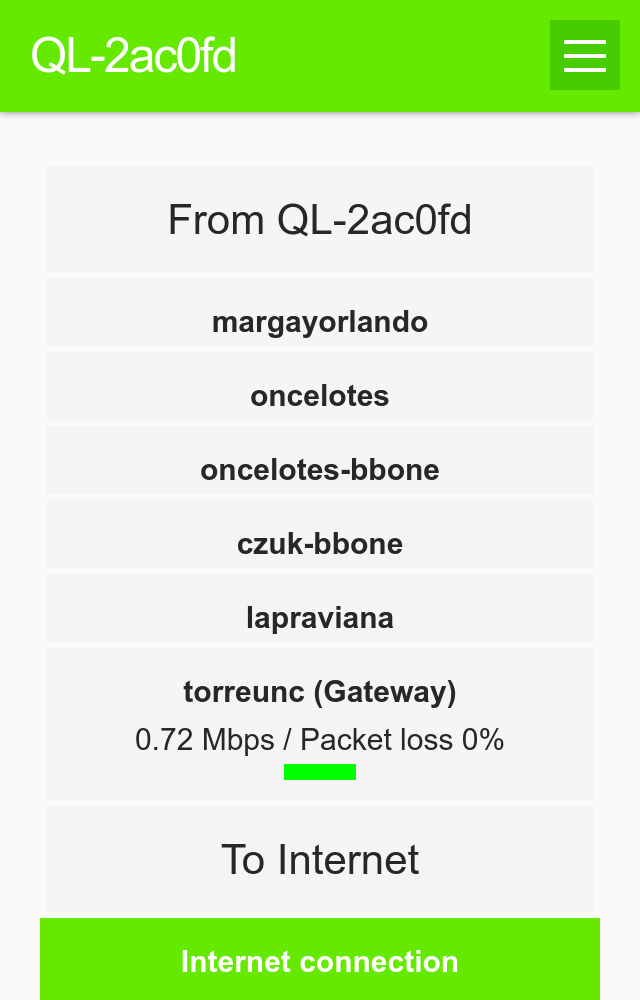 QL-2ac0fd
From QL-2ac0fd
margayorlando
oncelotes
oncelotes-bbone
czuk-bbone
lapraviana
torreunc (Gateway)
0.72 Mbps / Packet loss 0%
To Internet
Internet connection